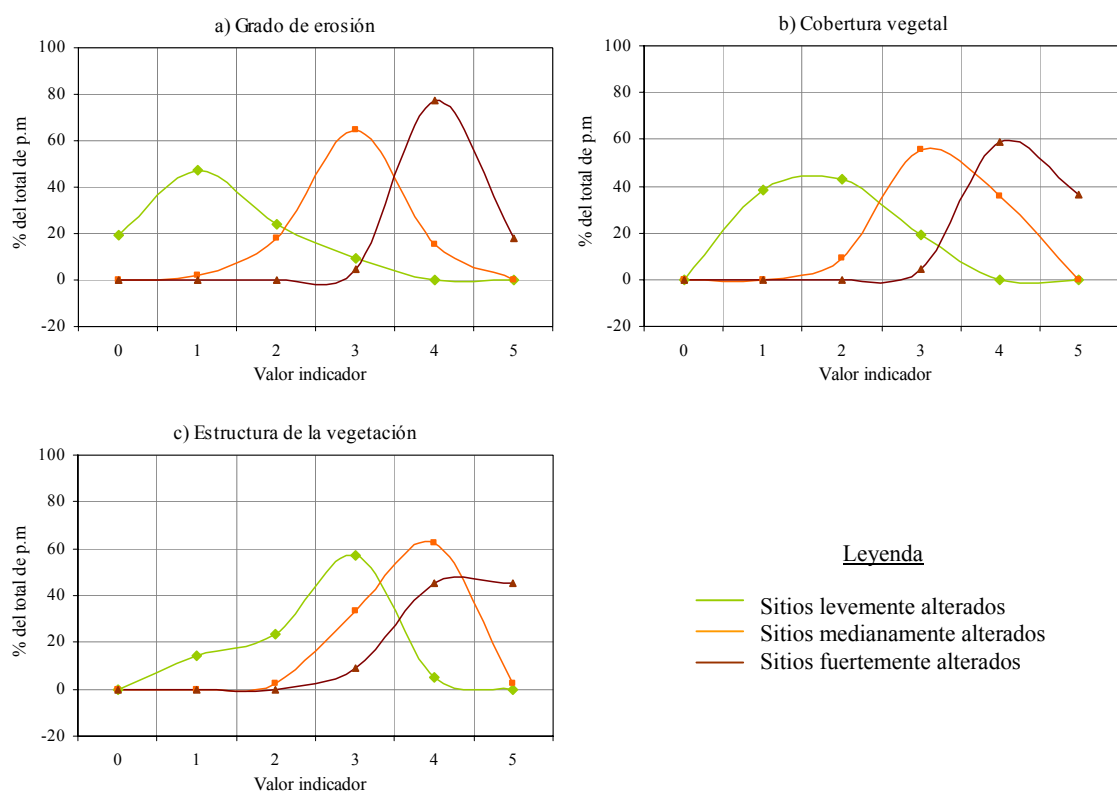 a) Grado de erosión
100
80
60
40
20
0
-20
% del total de p.m
0 1 2 3 4 5
Valor indicador
b) Cobertura vegetal
100
80
60
40
20
0
-20
% del total de p.m
0 1 2 3 4 5
Valor indicador
c) Estructura de la vegetación
100
80
60
40
20
0
-20
% del total de p.m
0 1 2 3 4 5
Valor indicador
Leyenda
Sitios levemente alterados
Sitios medianamente alterados
Sitios fuertemente alterados